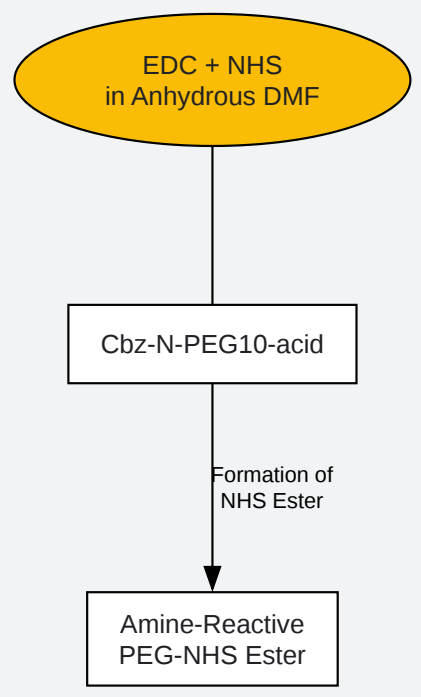 EDC + NHS
in Anhydrous DMF
Cbz-N-PEG10-acid
Formation of
NHS Ester
Amine-Reactive
PEG-NHS Ester